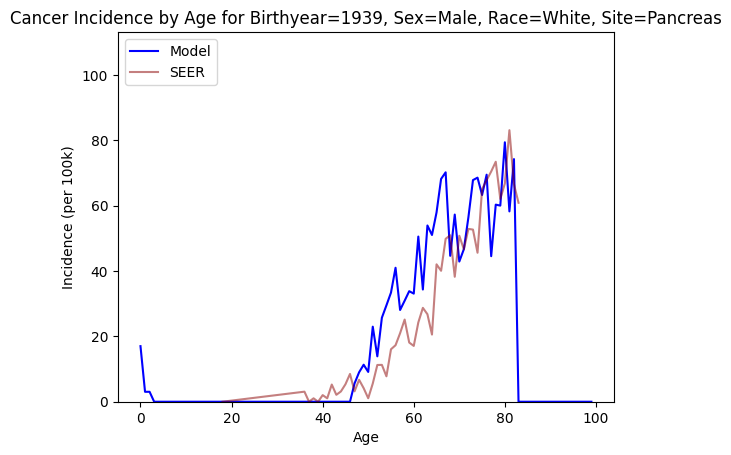 Cancer Incidence by Age for Birthyear=1939, Sex=Male, Race=White, Site=Pancreas
Model
SEER
100
80
60
40
20
0
Incidence (per 100k)
0 20 40 60 80 100
Age